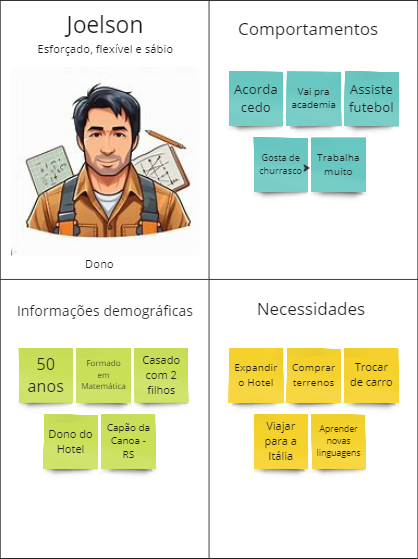 Joelson
Esforçado, flexível e sábio
Dono
Comportamentos
Acorda
cedo
Vai pra
academia
Assiste
futebol
Gosta de
churrasco
Trabalha
muito
Informações demográficas
50
anos
Formado
em
Matemática
Casado
com 2
filhos
Dono do
Hotel
Capão da
Canoa -
RS
Necessidades
Expandir
o Hotel
Comprar
terrenos
Trocar
de carro
Viajar
para a
Itália
Aprender
novas
linguagens